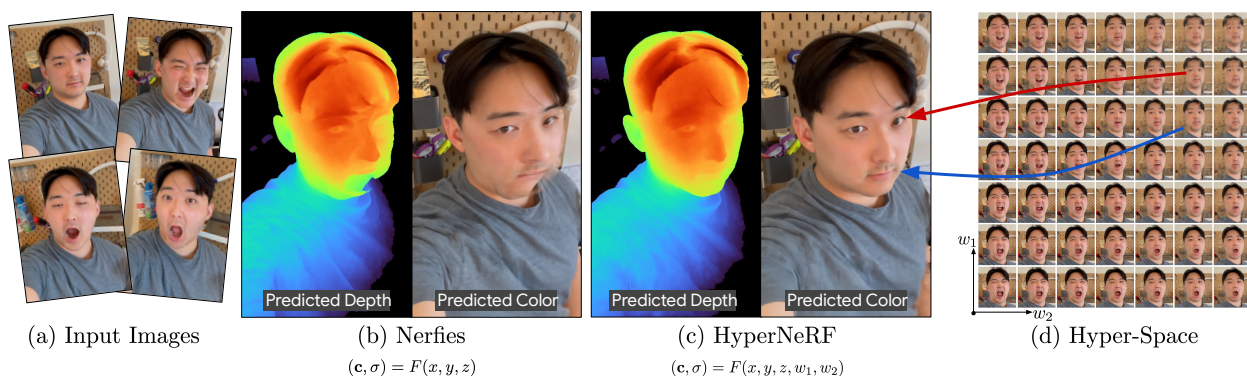 Predicted Depth
Predicted Color
Predicted Depth
Predicted Color
w₁
w₂
(a) Input Images
(b) Nerfies
(c) HyperNeRF
(d) Hyper-Space
(c, σ) = F(x, y, z)
(c, σ) = F(x, y, z, w₁, w₂)